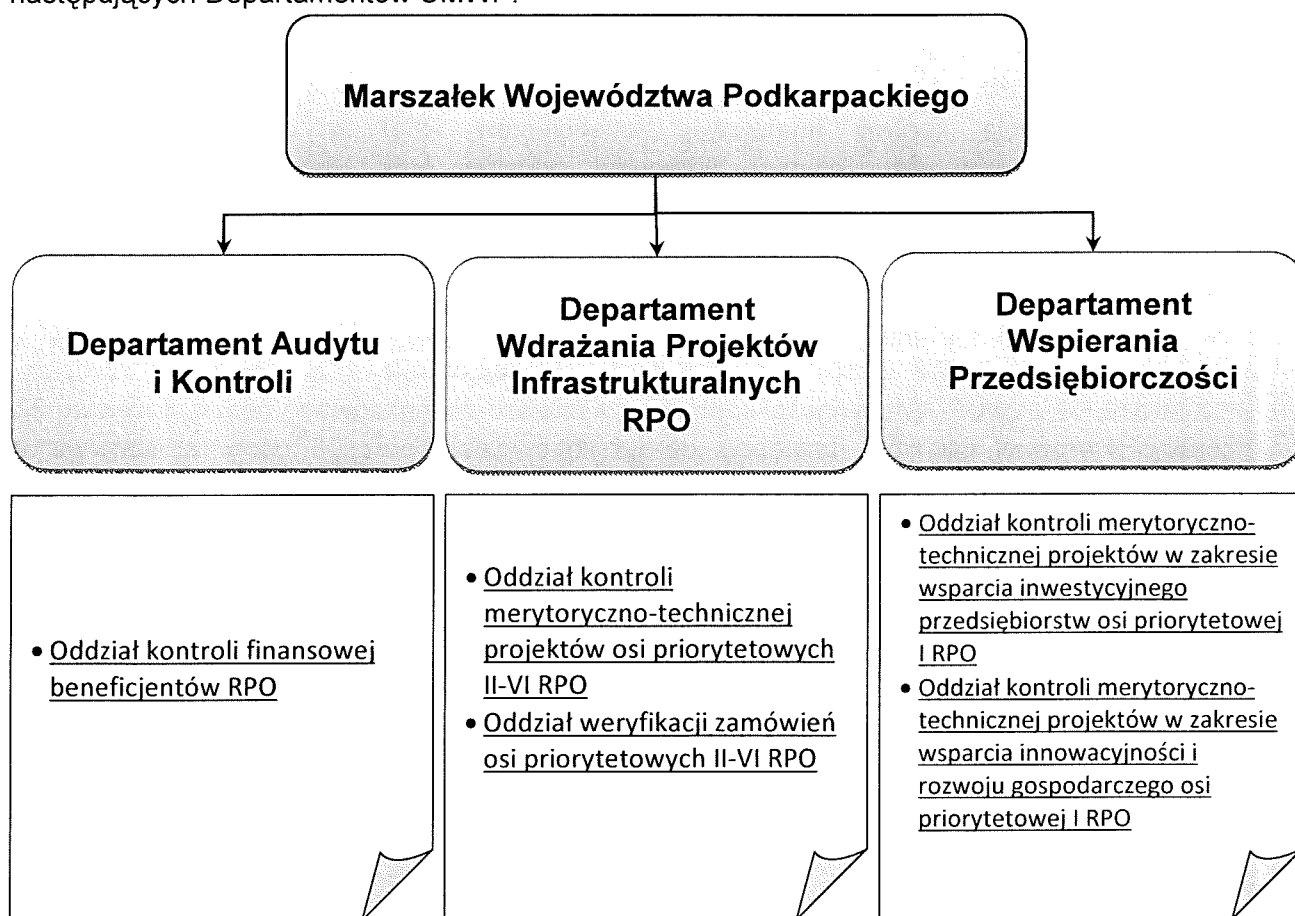 następujących Departamentów UMWP:
Marszałek Województwa Podkarpackiego
Departament Audytu
i Kontroli
Departament
Wdrażania Projektów
Infrastrukturalnych
RPO
Departament
Wspierania
Przedsiębiorczości
• Oddział kontroli finansowej
beneficjentów RPO
• Oddział kontroli
merytoryczno-technicznej
projektów osi priorytetowych
II-VI RPO
• Oddział weryfikacji zamówień
osi priorytetowych II-VI RPO
• Oddział kontroli merytoryczno-
technicznej projektów w zakresie
wsparcia inwestycyjnego
przedsiębiorstw osi priorytetowej
I RPO
• Oddział kontroli merytoryczno-
technicznej projektów w zakresie
wsparcia innowacyjności i
rozwoju gospodarczego osi
priorytetowej I RPO